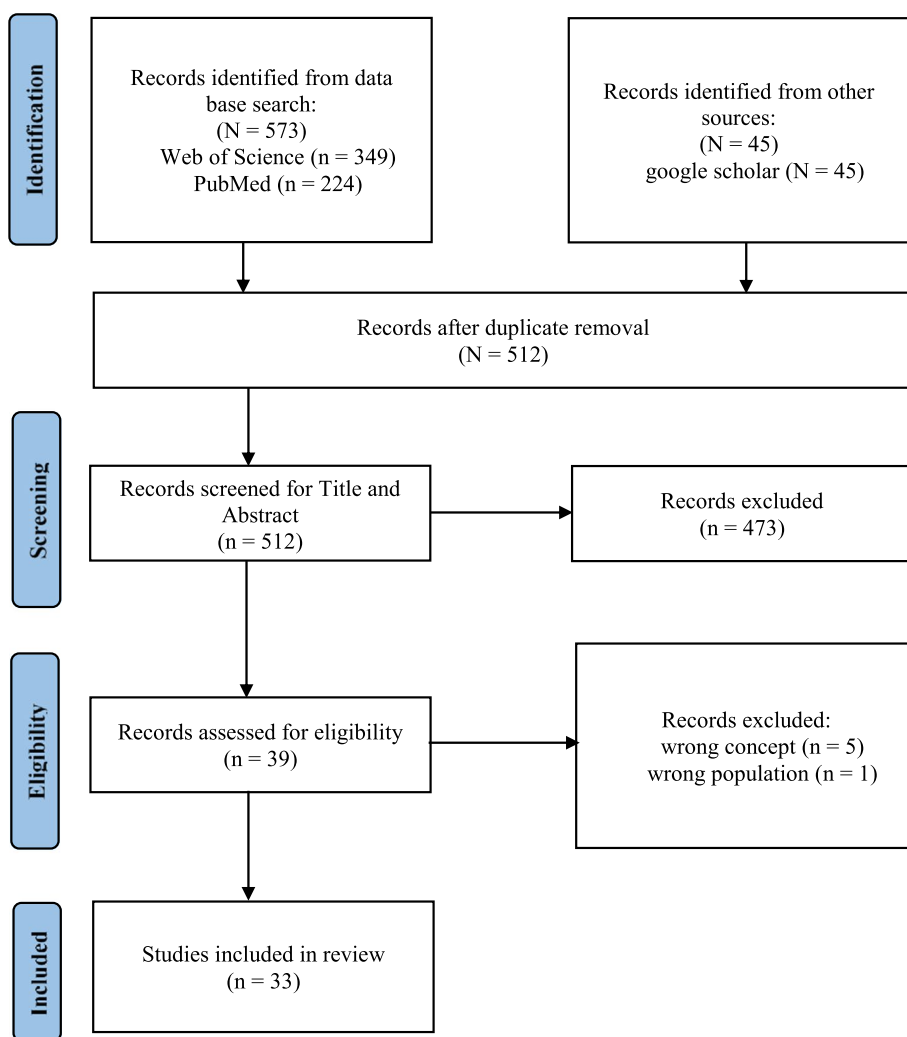 Identification
Records identified from data
base search:
(N = 573)
Web of Science (n = 349)
PubMed (n = 224)
Records identified from other
sources:
(N = 45)
google scholar (N = 45)
Records after duplicate removal
(N = 512)
Screening
Records screened for Title and
Abstract
(n = 512)
Records excluded
(n = 473)
Eligibility
Records assessed for eligibility
(n = 39)
Records excluded:
wrong concept (n = 5)
wrong population (n = 1)
Included
Studies included in review
(n = 33)